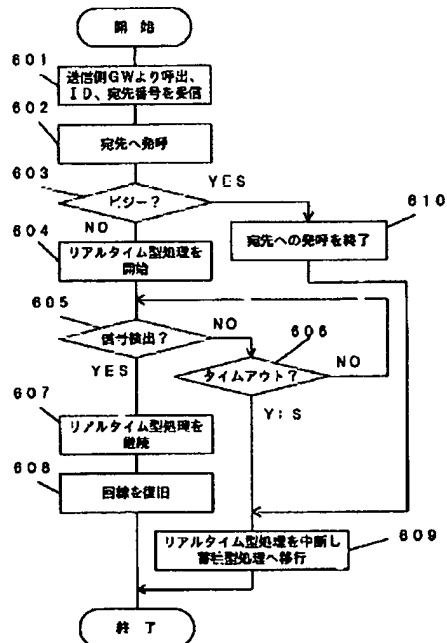 開 始
601
送信側GWより呼出、
ID、宛先番号を受信
602
宛先へ発呼
603
ビジー?
YES
610
NO
宛先への発呼を終了
604
リアルタイム型処理を
開始
605
信号検出?
NO
606
タイムアウト?
NO
YES
YES
607
リアルタイム型処理を
継続
608
回線を復旧
リアルタイム型処理を中断し
蓄積型処理へ移行
609
終 了